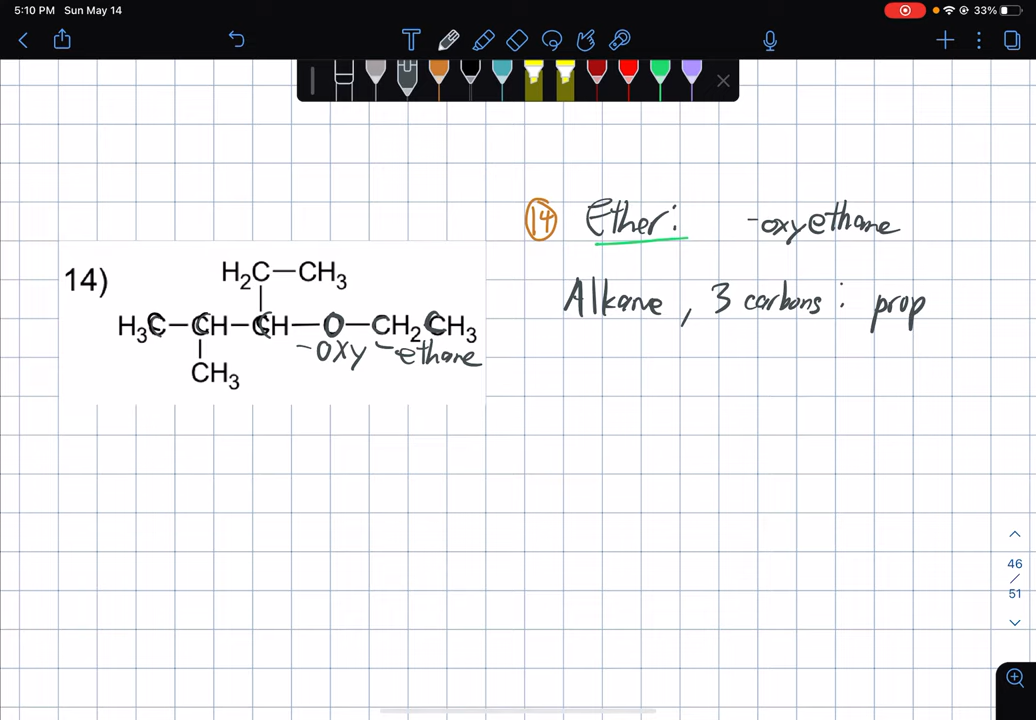 5:10 PM Sun May 14
33%
14 Ether: -oxyethane
Alkane, 3 carbons: prop
14)
H₂C-CH₃
H₃C-CH-CH-O-CH₂CH₃
-oxy -ethane
CH₃
46
/
51